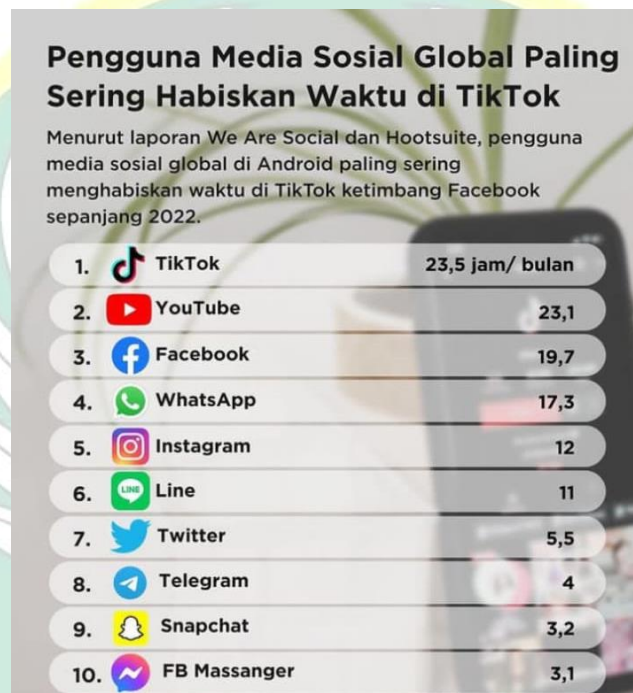 Pengguna Media Sosial Global Paling
Sering Habiskan Waktu di TikTok
Menurut laporan We Are Social dan Hootsuite, pengguna
media sosial global di Android paling sering
menghabiskan waktu di TikTok ketimbang Facebook
sepanjang 2022.
1. TikTok 23,5 jam/ bulan
2. YouTube 23,1
3. Facebook 19,7
4. WhatsApp 17,3
5. Instagram 12
6. LINE Line 11
7. Twitter 5,5
8. Telegram 4
9. Snapchat 3,2
10. FB Massanger 3,1